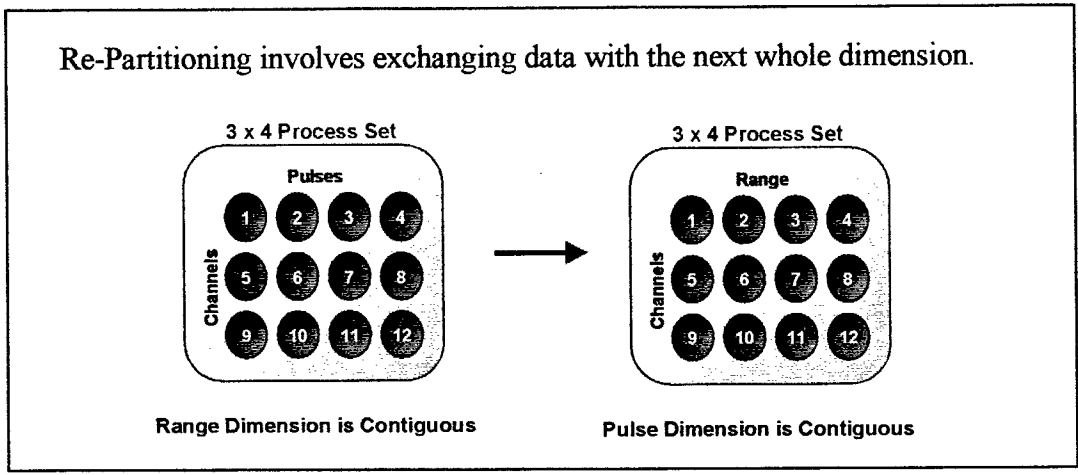 Re-Partitioning involves exchanging data with the next whole dimension.
3 x 4 Process Set
Pulses
Channels
1 2 3 4
5 6 7 8
9 10 11 12
Range Dimension is Contiguous
3 x 4 Process Set
Range
Channels
1 2 3 4
5 6 7 8
9 10 11 12
Pulse Dimension is Contiguous